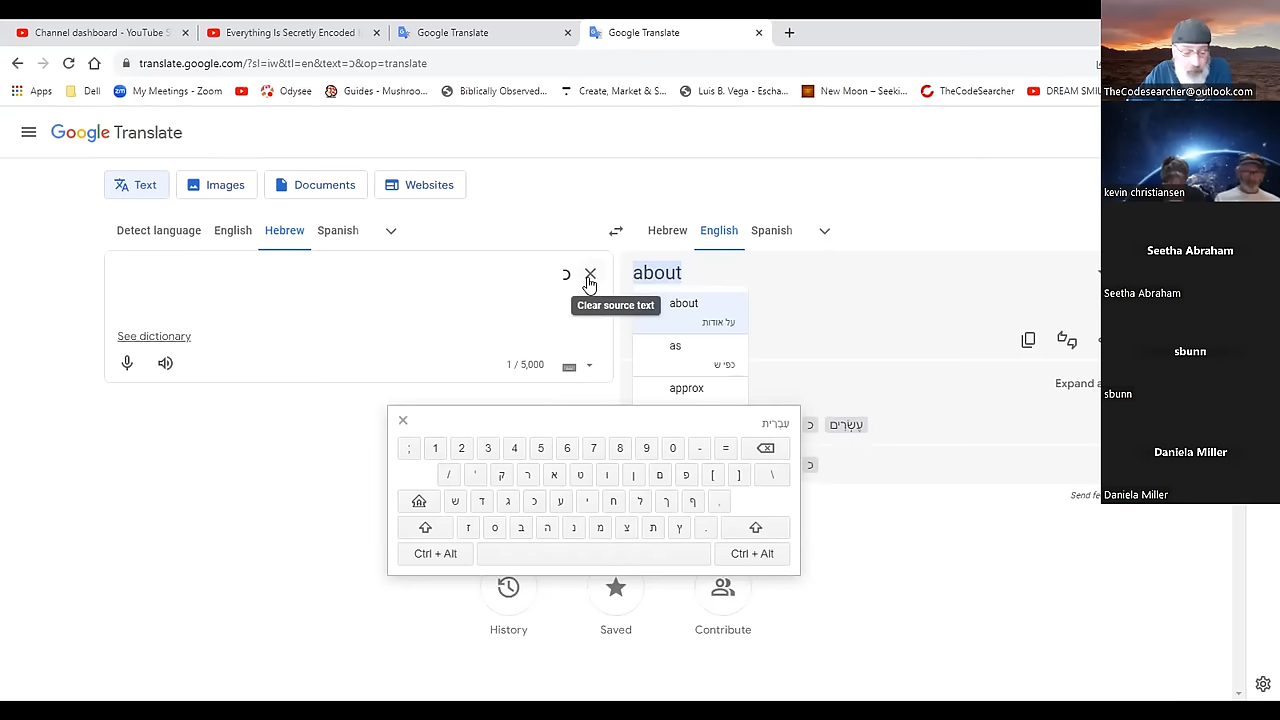 Channel dashboard - YouTube S
Everything Is Secretly Encoded I
Google Translate
Google Translate
translate.google.com/?sl=iw&tl=en&text=כ&op=translate
Apps
Dell
My Meetings - Zoom
Odysee
Guides - Mushroo...
Biblically Observed...
Create, Market & S...
Luis B. Vega - Escha...
New Moon – Seeki...
TheCodeSearcher
DREAM SMI
TheCodesearcher@outlook.com
Google Translate
kevin christiansen
Text
Images
Documents
Websites
Detect language
English
Hebrew
Spanish
Hebrew
English
Spanish
Seetha Abraham
Seetha Abraham
כ
about
Clear source text
about
על אודות
See dictionary
as
כפי ש
1 / 5,000
approx
Expand a
sbunn
sbunn
עברית
כ
עֶשְׂרִים
; 1 2 3 4 5 6 7 8 9 0 - =
/ ' ק ר א ט ו ן ם פ [ ] \
כ
ש ד ג כ ע י ח ל ך ף ,
ז ס ב ה נ מ צ ת ץ .
Ctrl + Alt
Ctrl + Alt
Daniela Miller
Daniela Miller
Send fe
History
Saved
Contribute